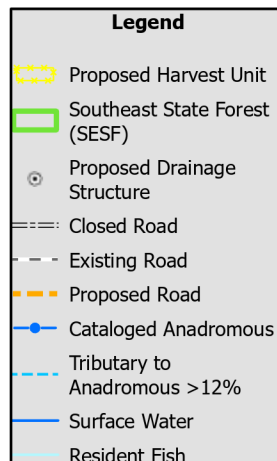 Legend
Proposed Harvest Unit
Southeast State Forest
(SESF)
Proposed Drainage
Structure
Closed Road
Existing Road
Proposed Road
Cataloged Anadromous
Tributary to
Anadromous >12%
Surface Water
Resident Fish